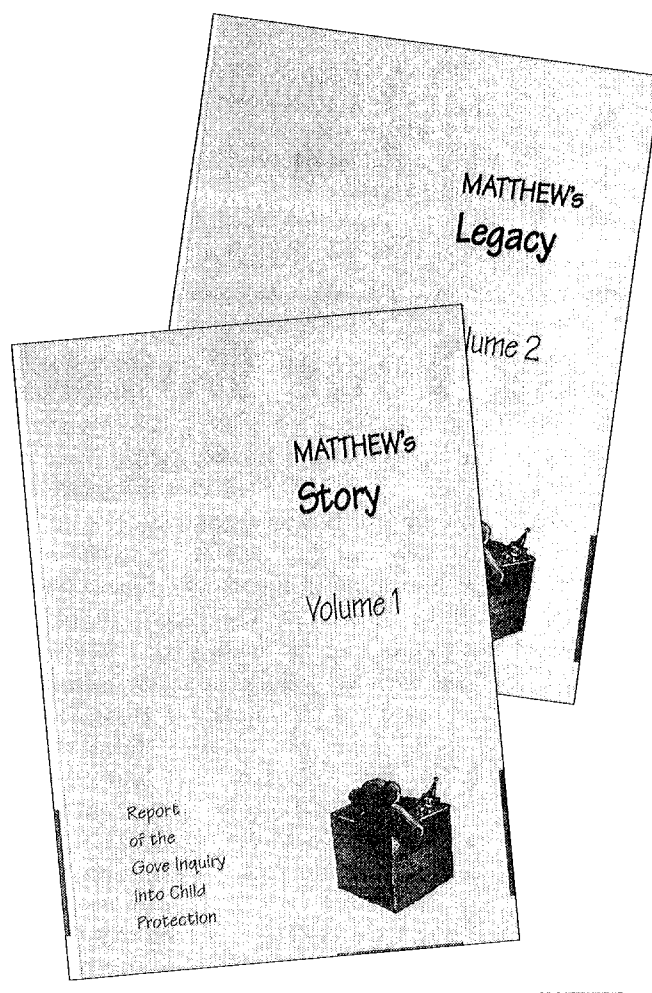 MATTHEW's
Legacy
lume 2
MATTHEW's
Story
Volume 1
Report
of the
Gove Inquiry
into Child
Protection